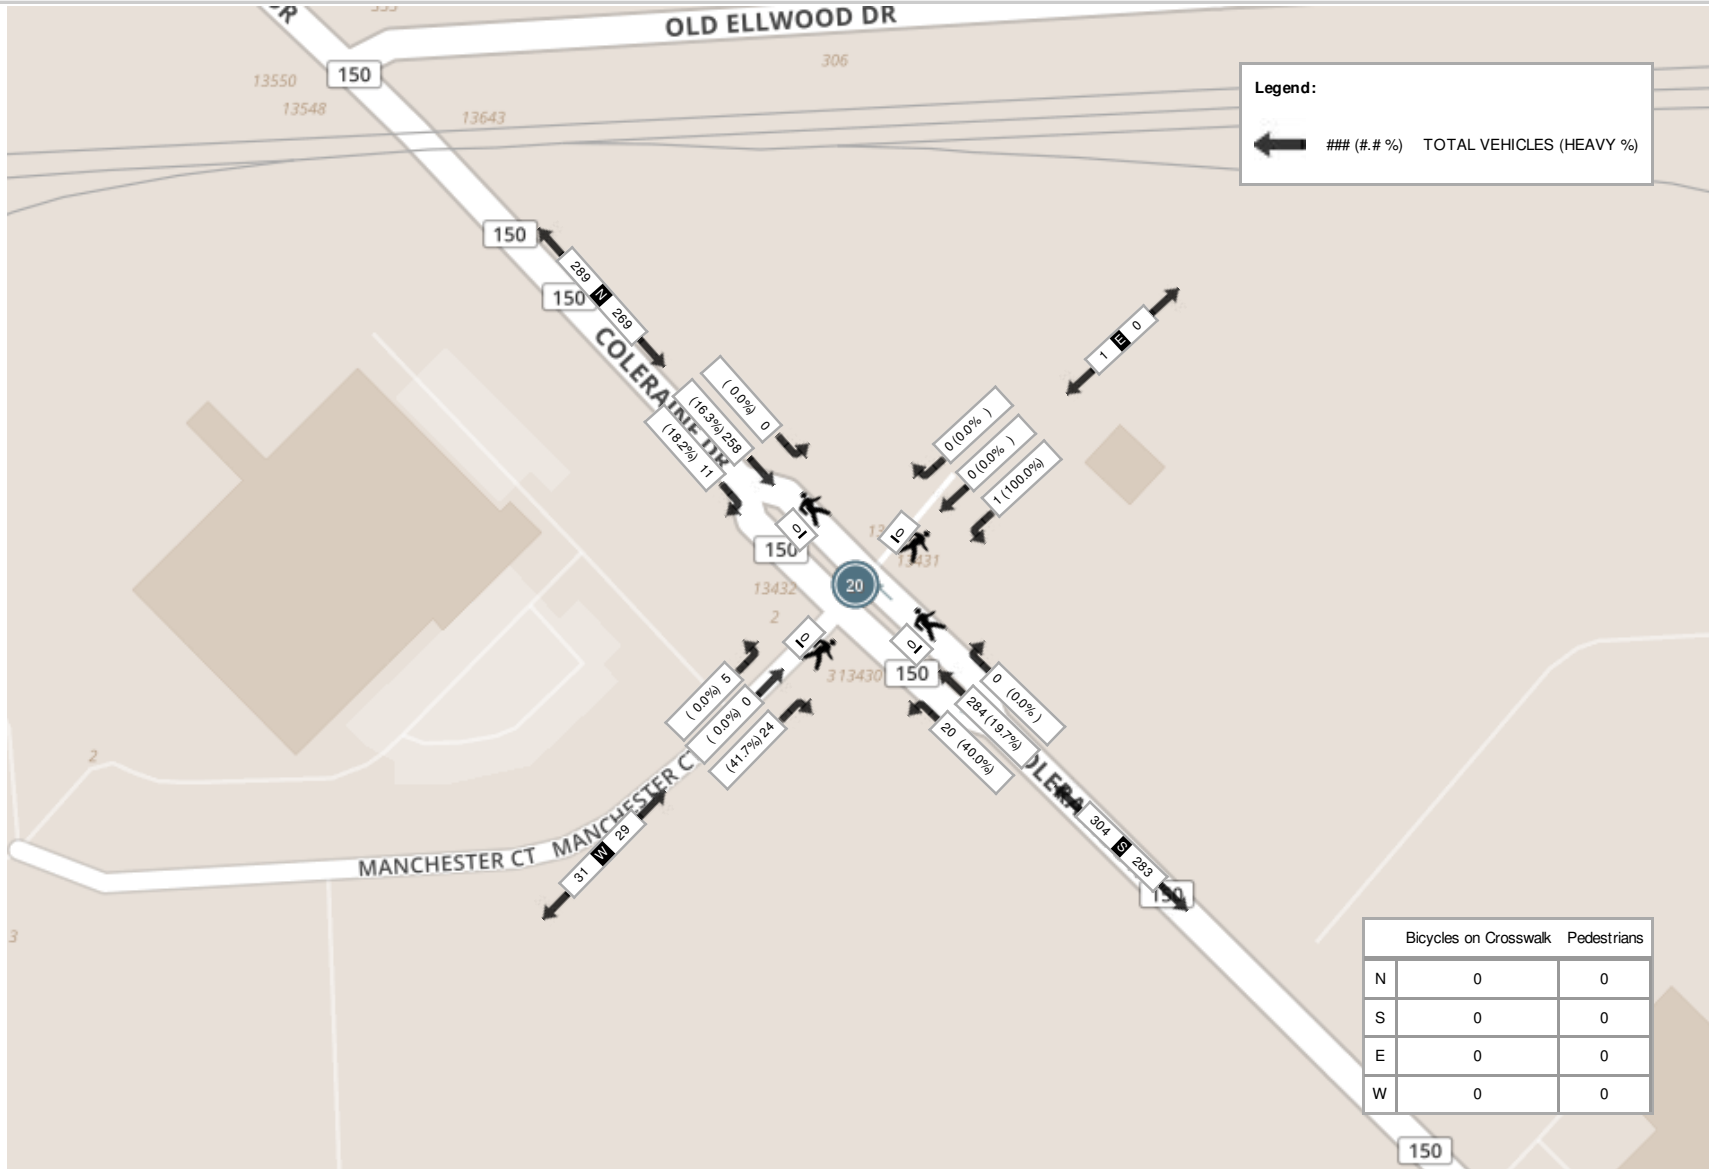 OLD ELLWOOD DR
306
150
13550
13548
13643
Legend:
### (#.# %) TOTAL VEHICLES (HEAVY %)
150
150
289 N 269
COLERAINE DR
( 0.0%) 0
(16.3%) 258
(18.2%) 11
1 E 0
0 (0.0% )
0 (0.0% )
1 (100.0%)
0
0
150
20
13431
13432
2
0
0
313430
150
( 0.0%) 5
( 0.0%) 0
(41.7%) 24
0 (0.0% )
284 (19.7%)
20 (40.0%)
2
MANCHESTER CT
MANCHESTER CT
31 W 29
304 S 283
150
3
Bicycles on Crosswalk Pedestrians
N 0 0
S 0 0
E 0 0
W 0 0
150